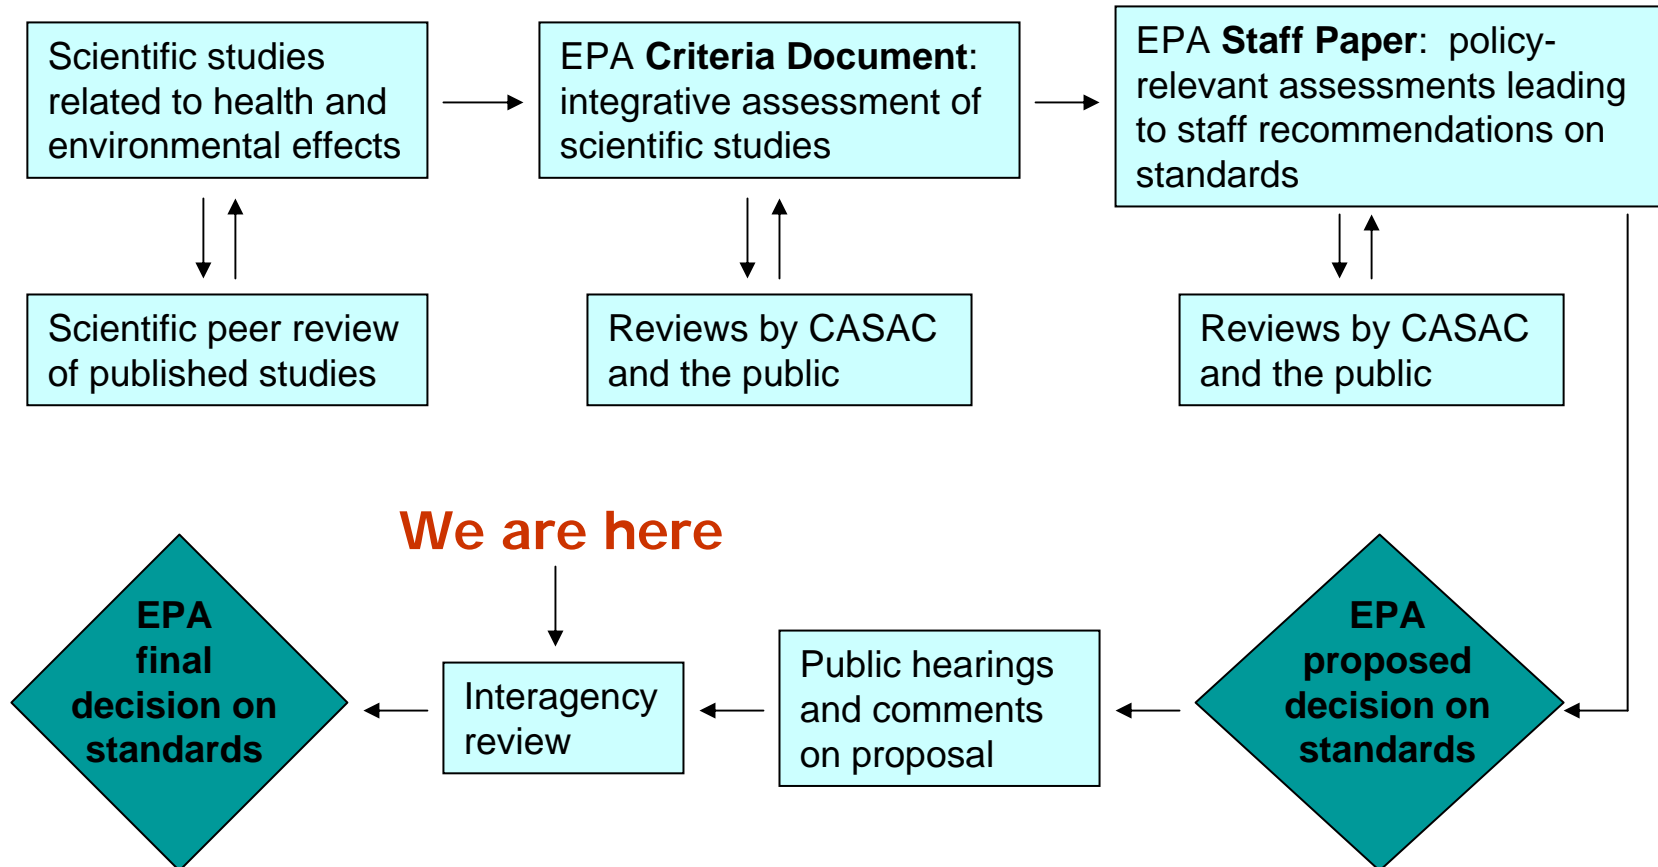 Scientific studies
related to health and
environmental effects
EPA Criteria Document:
integrative assessment of
scientific studies
EPA Staff Paper:  policy-
relevant assessments leading
to staff recommendations on
standards
Scientific peer review
of published studies
Reviews by CASAC
and the public
Reviews by CASAC
and the public
We are here
EPA
final
decision on
standards
Interagency
review
Public hearings
and comments
on proposal
EPA
proposed
decision on
standards